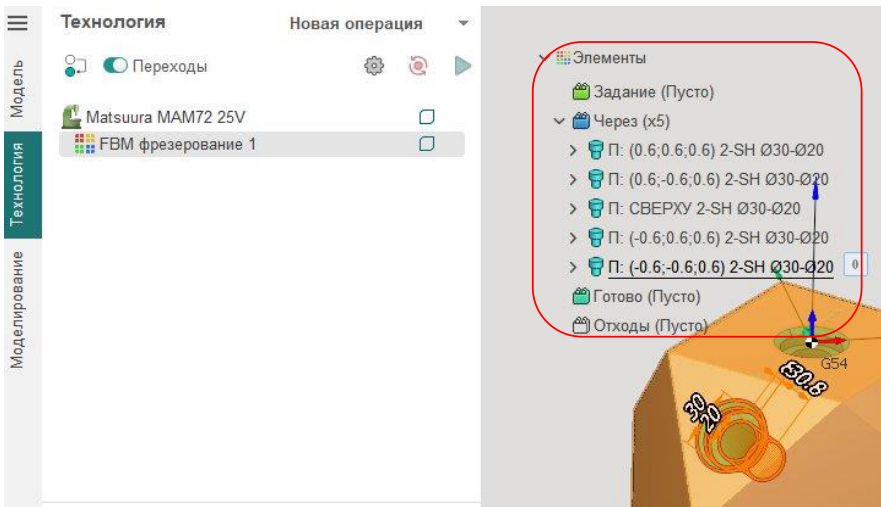 Технология
Новая операция
Переходы
Matsuura MAM72 25V
FBM фрезерование 1
Модель
Технология
Моделирование
Элементы
Задание (Пусто)
Через (x5)
П: (0.6;0.6;0.6) 2-SH Ø30-Ø20
П: (0.6;-0.6;0.6) 2-SH Ø30-Ø20
П: СВЕРХУ 2-SH Ø30-Ø20
П: (-0.6;0.6;0.6) 2-SH Ø30-Ø20
П: (-0.6;-0.6;0.6) 2-SH Ø30-Ø20
0
Готово (Пусто)
Отходы (Пусто)
G54
30
20